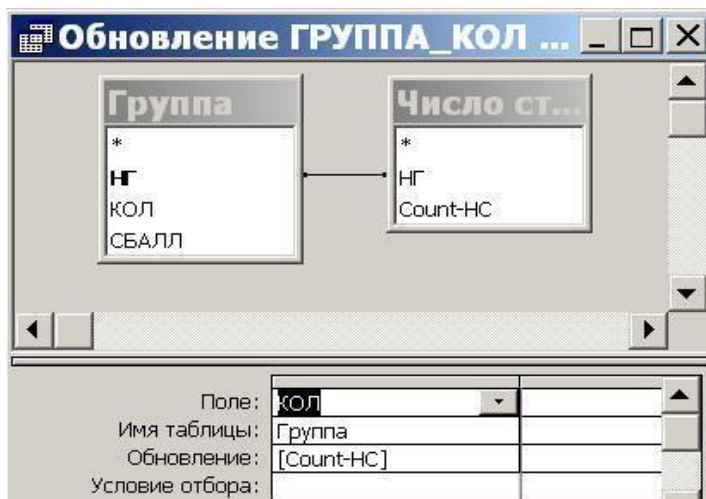 Обновление ГРУППА_КОЛ ...
Группа
*
НГ
КОЛ
СБАЛЛ
Число ст...
*
НГ
Count-НС
Поле: КОЛ
Имя таблицы: Группа
Обновление: [Count-НС]
Условие отбора: